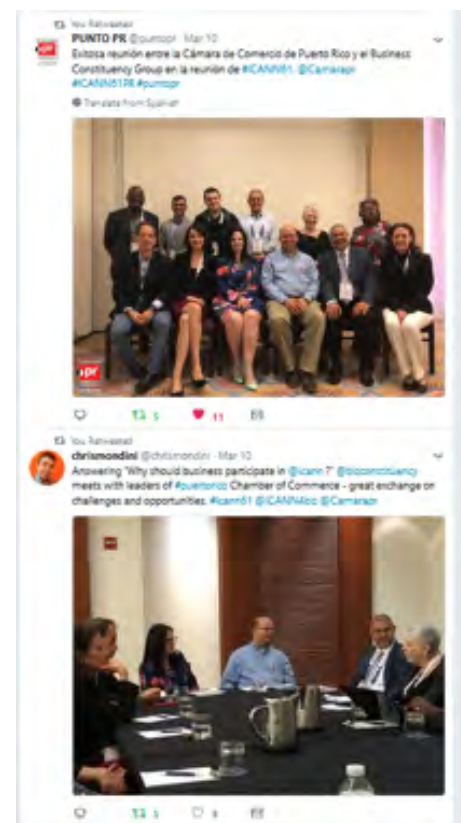 You Retweeted
PUNTO PR @puntopr · Mar 10
Exitosa reunión entre la Cámara de Comercio de Puerto Rico y el Business
Constituency Group en la reunión de #ICANN61. @Camarapr
#ICANN61PR #puntopr
Translate from Spanish
pr
5
11
You Retweeted
chrismondini @chrismondini · Mar 10
Answering "Why should business participate in @icann ?" @bizconstituency
meets with leaders of #puertorico Chamber of Commerce - great exchange on
challenges and opportunities. #icann61 @ICANN4biz @Camarapr